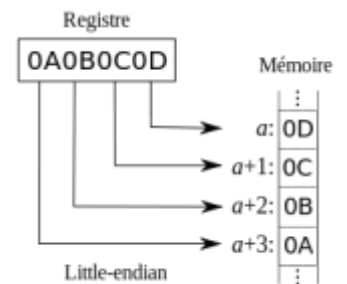 Registre
0A0B0C0D
Mémoire
a: 0D
a+1: 0C
a+2: 0B
a+3: 0A
Little-endian